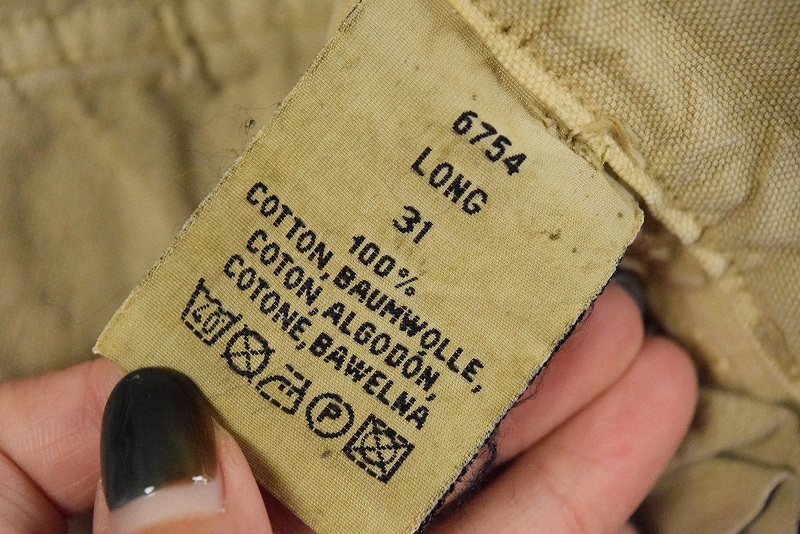 6754
LONG
31
100%
COTTON, BAUMWOLLE,
COTON, ALGODÓN,
COTONE, BAWELNA
P